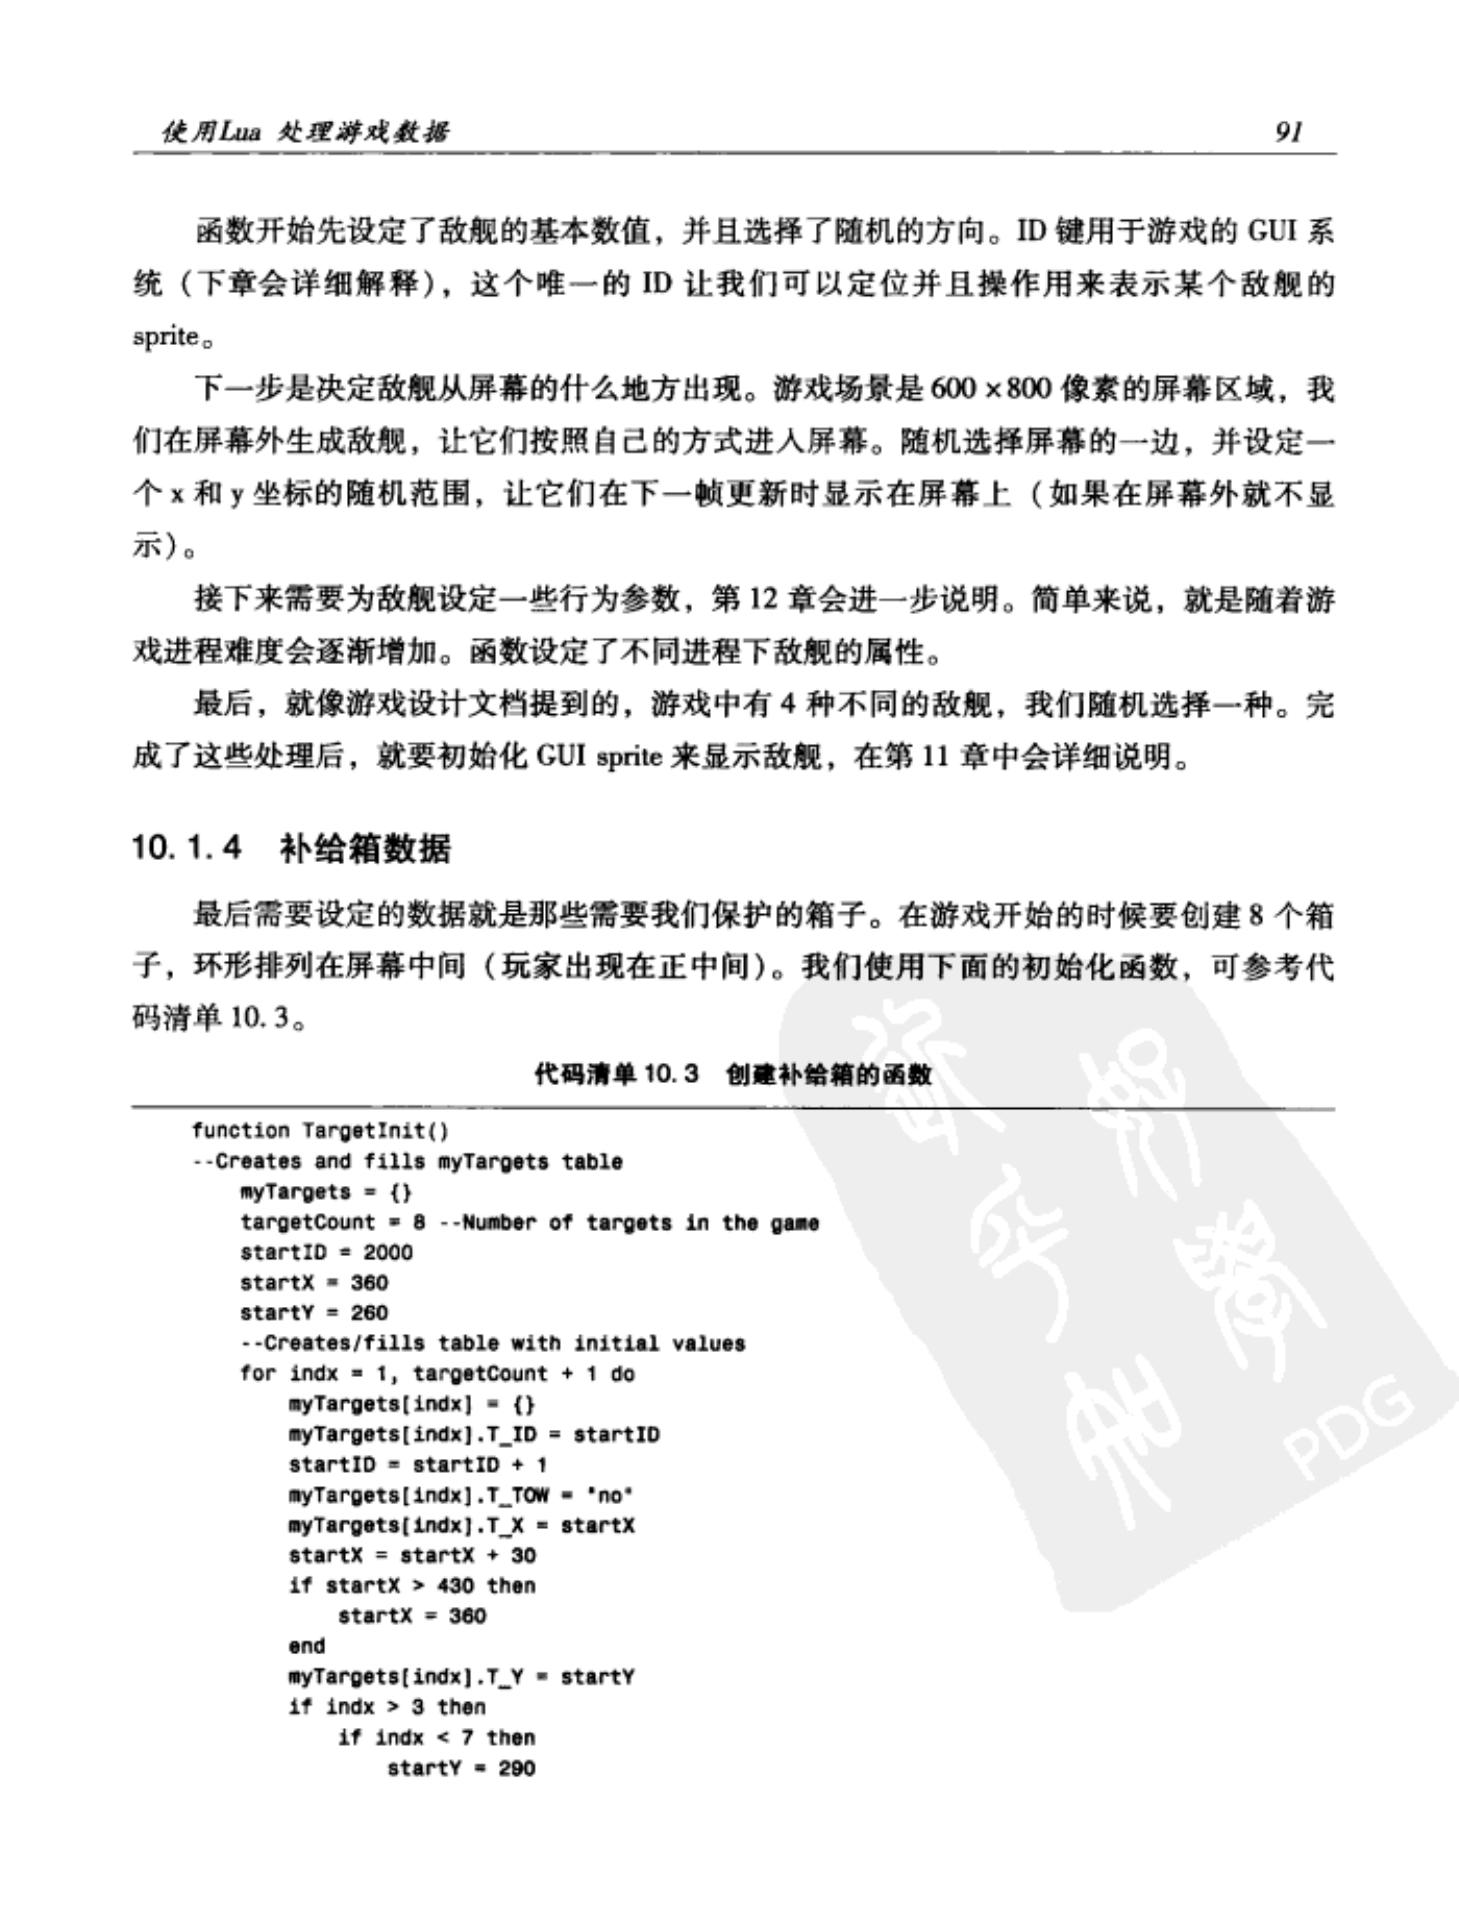 使用Lua 处理游戏数据 91
函数开始先设定了敌舰的基本数值，并且选择了随机的方向。ID 键用于游戏的 GUI 系
统（下章会详细解释），这个唯一的 ID 让我们可以定位并且操作用来表示某个敌舰的
sprite。
下一步是决定敌舰从屏幕的什么地方出现。游戏场景是 600 ×800 像素的屏幕区域，我
们在屏幕外生成敌舰，让它们按照自己的方式进入屏幕。随机选择屏幕的一边，并设定一
个 x 和 y 坐标的随机范围，让它们在下一帧更新时显示在屏幕上（如果在屏幕外就不显
示）。
接下来需要为敌舰设定一些行为参数，第 12 章会进一步说明。简单来说，就是随着游
戏进程难度会逐渐增加。函数设定了不同进程下敌舰的属性。
最后，就像游戏设计文档提到的，游戏中有 4 种不同的敌舰，我们随机选择一种。完
成了这些处理后，就要初始化 GUI sprite 来显示敌舰，在第 11 章中会详细说明。
10. 1. 4 补给箱数据
最后需要设定的数据就是那些需要我们保护的箱子。在游戏开始的时候要创建 8 个箱
子，环形排列在屏幕中间（玩家出现在正中间）。我们使用下面的初始化函数，可参考代
码清单 10. 3。
代码清单 10. 3 创建补给箱的函数
function TargetInit()
--Creates and fills myTargets table
myTargets = {}
targetCount = 8 --Number of targets in the game
startID = 2000
startX = 360
startY = 260
--Creates/fills table with initial values
for indx = 1, targetCount + 1 do
myTargets[indx] = {}
myTargets[indx].T_ID = startID
startID = startID + 1
myTargets[indx].T_TOW = "no"
myTargets[indx].T_X = startX
startX = startX + 30
if startX > 430 then
startX = 360
end
myTargets[indx].T_Y = startY
if indx > 3 then
if indx < 7 then
startY = 290
PDG